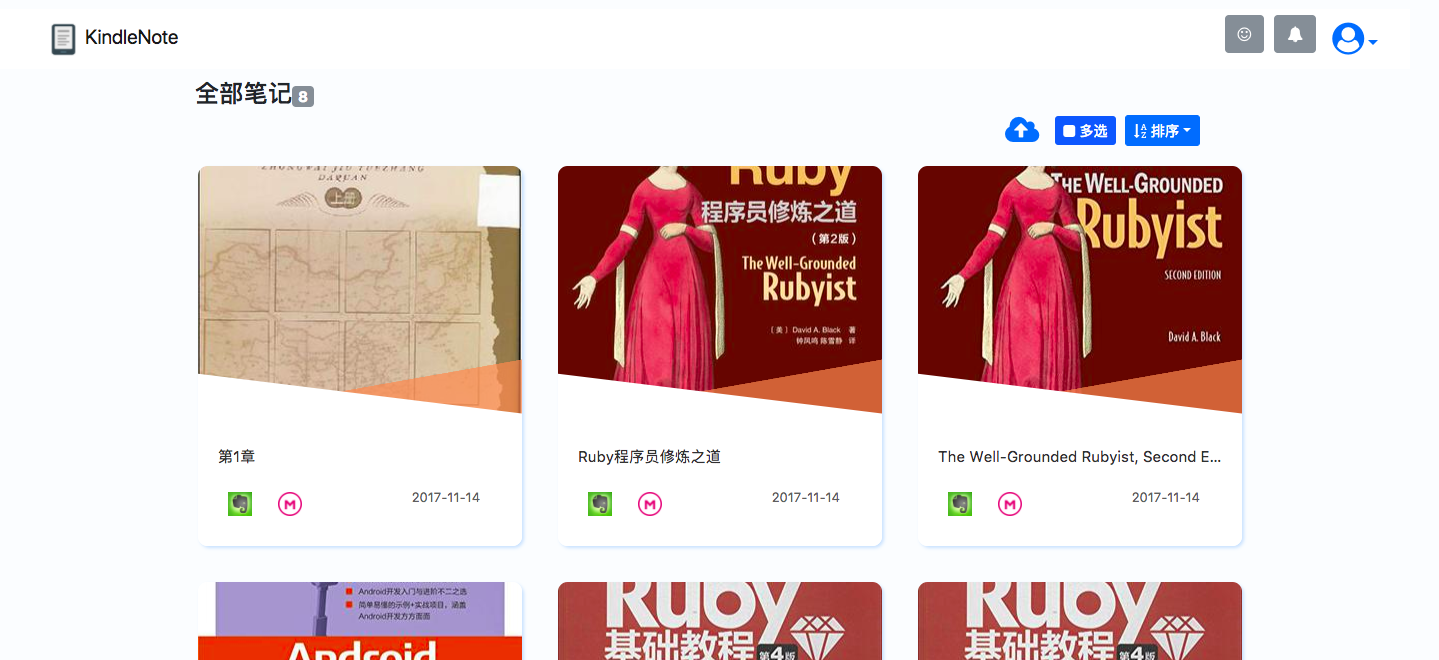 KindleNote
全部笔记 8
多选
排序
ZHONGWAI JIU YUEZHANG
DAQUAN
上册
第1章
2017-11-14
Ruby
程序员修炼之道
(第2版)
The Well-Grounded
Rubyist
〔美〕David A. Black 著
钟凤鸣 陈雪静 译
Ruby程序员修炼之道
2017-11-14
The Well-Grounded
Rubyist
SECOND EDITION
David A. Black
The Well-Grounded Rubyist, Second E...
2017-11-14
Android开发入门与进阶不二之选
简单易懂的示例+实战项目，涵盖
Android开发方方面面
Android
Ruby
基础教程 第4版
Ruby
基础教程 第4版